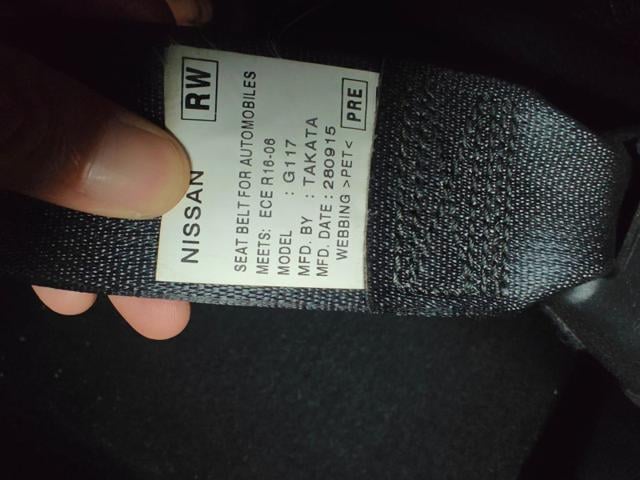 NISSAN
RW
SEAT BELT FOR AUTOMOBILES
MEETS: ECE R16-06
MODEL : G117
MFD. BY : TAKATA
MFD. DATE : 280915
WEBBING >PET<
PRE